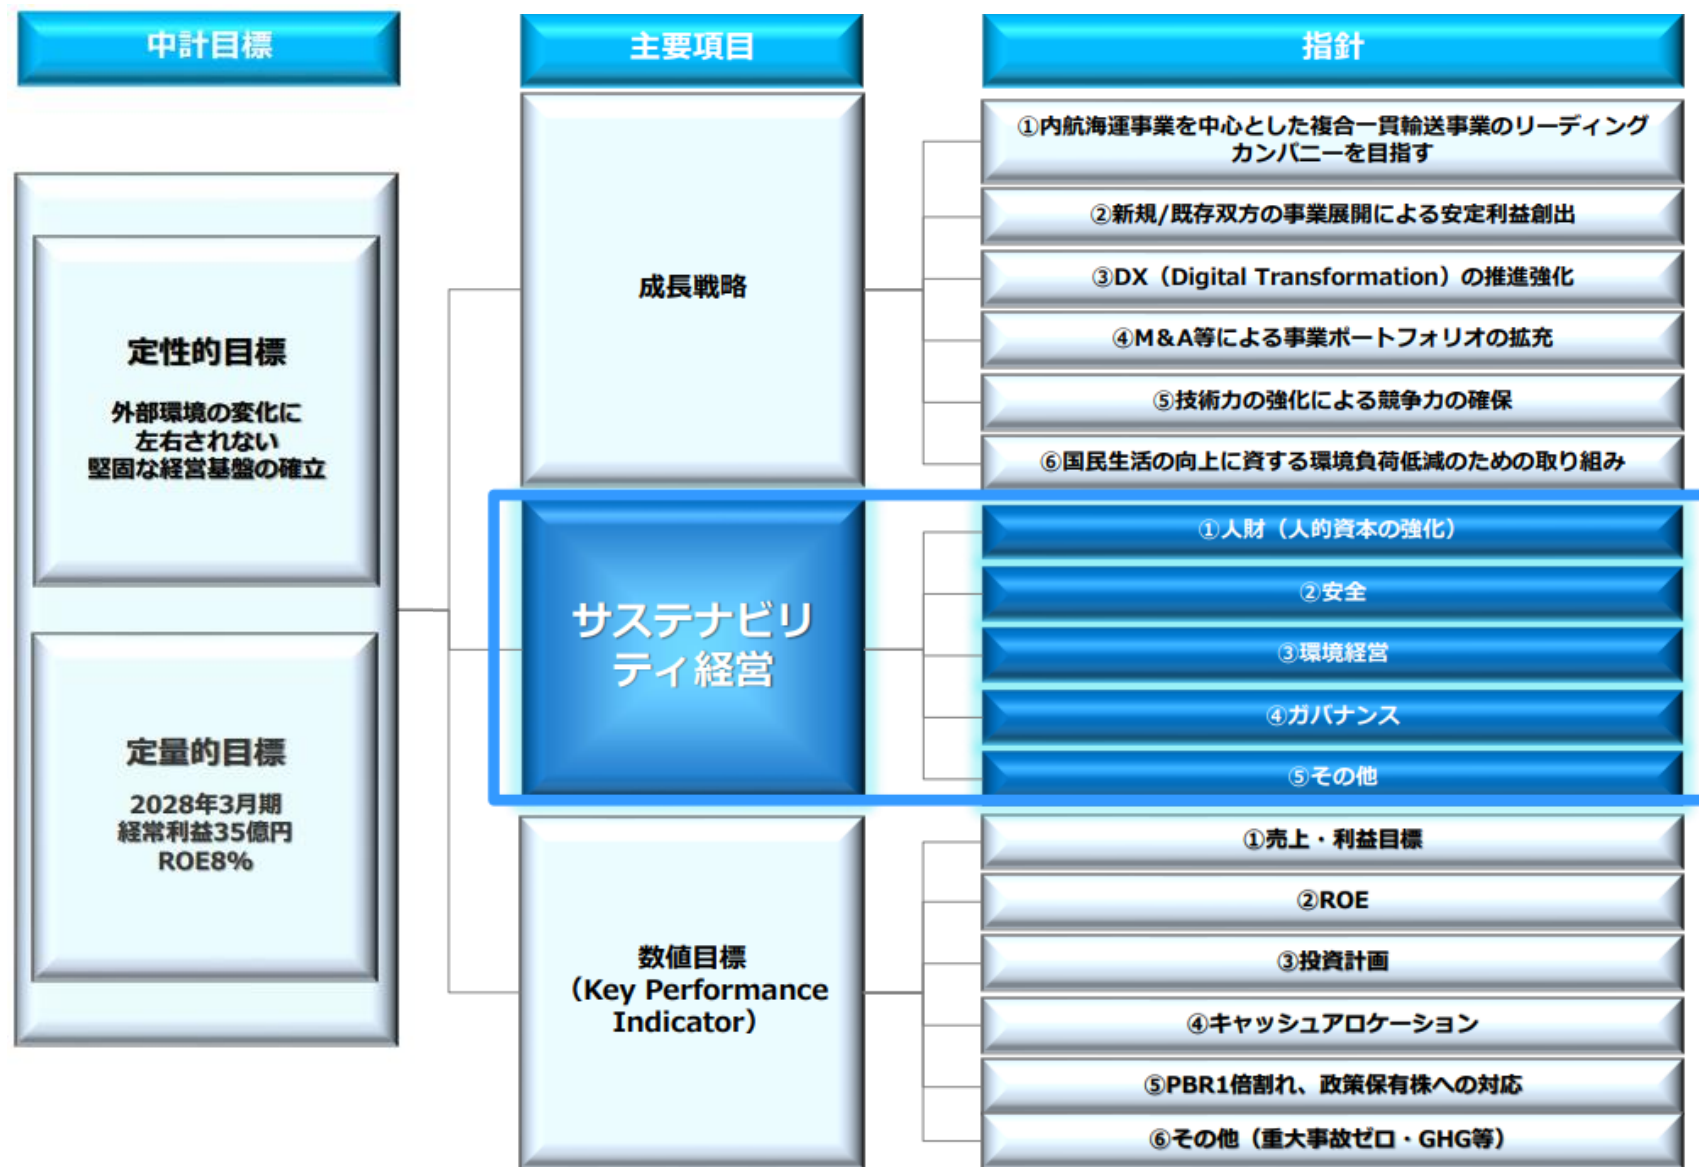 中計目標
主要項目
指針
定性的目標
外部環境の変化に
左右されない
堅固な経営基盤の確立
定量的目標
2028年3月期
経常利益35億円
ROE8%
成長戦略
①内航海運事業を中心とした複合一貫輸送事業のリーディング
カンパニーを目指す
②新規/既存双方の事業展開による安定利益創出
③DX（Digital Transformation）の推進強化
④M&A等による事業ポートフォリオの拡充
⑤技術力の強化による競争力の確保
⑥国民生活の向上に資する環境負荷低減のための取り組み
サステナビリ
ティ経営
①人財（人的資本の強化）
②安全
③環境経営
④ガバナンス
⑤その他
数値目標
（Key Performance
Indicator）
①売上・利益目標
②ROE
③投資計画
④キャッシュアロケーション
⑤PBR1倍割れ、政策保有株への対応
⑥その他（重大事故ゼロ・GHG等）